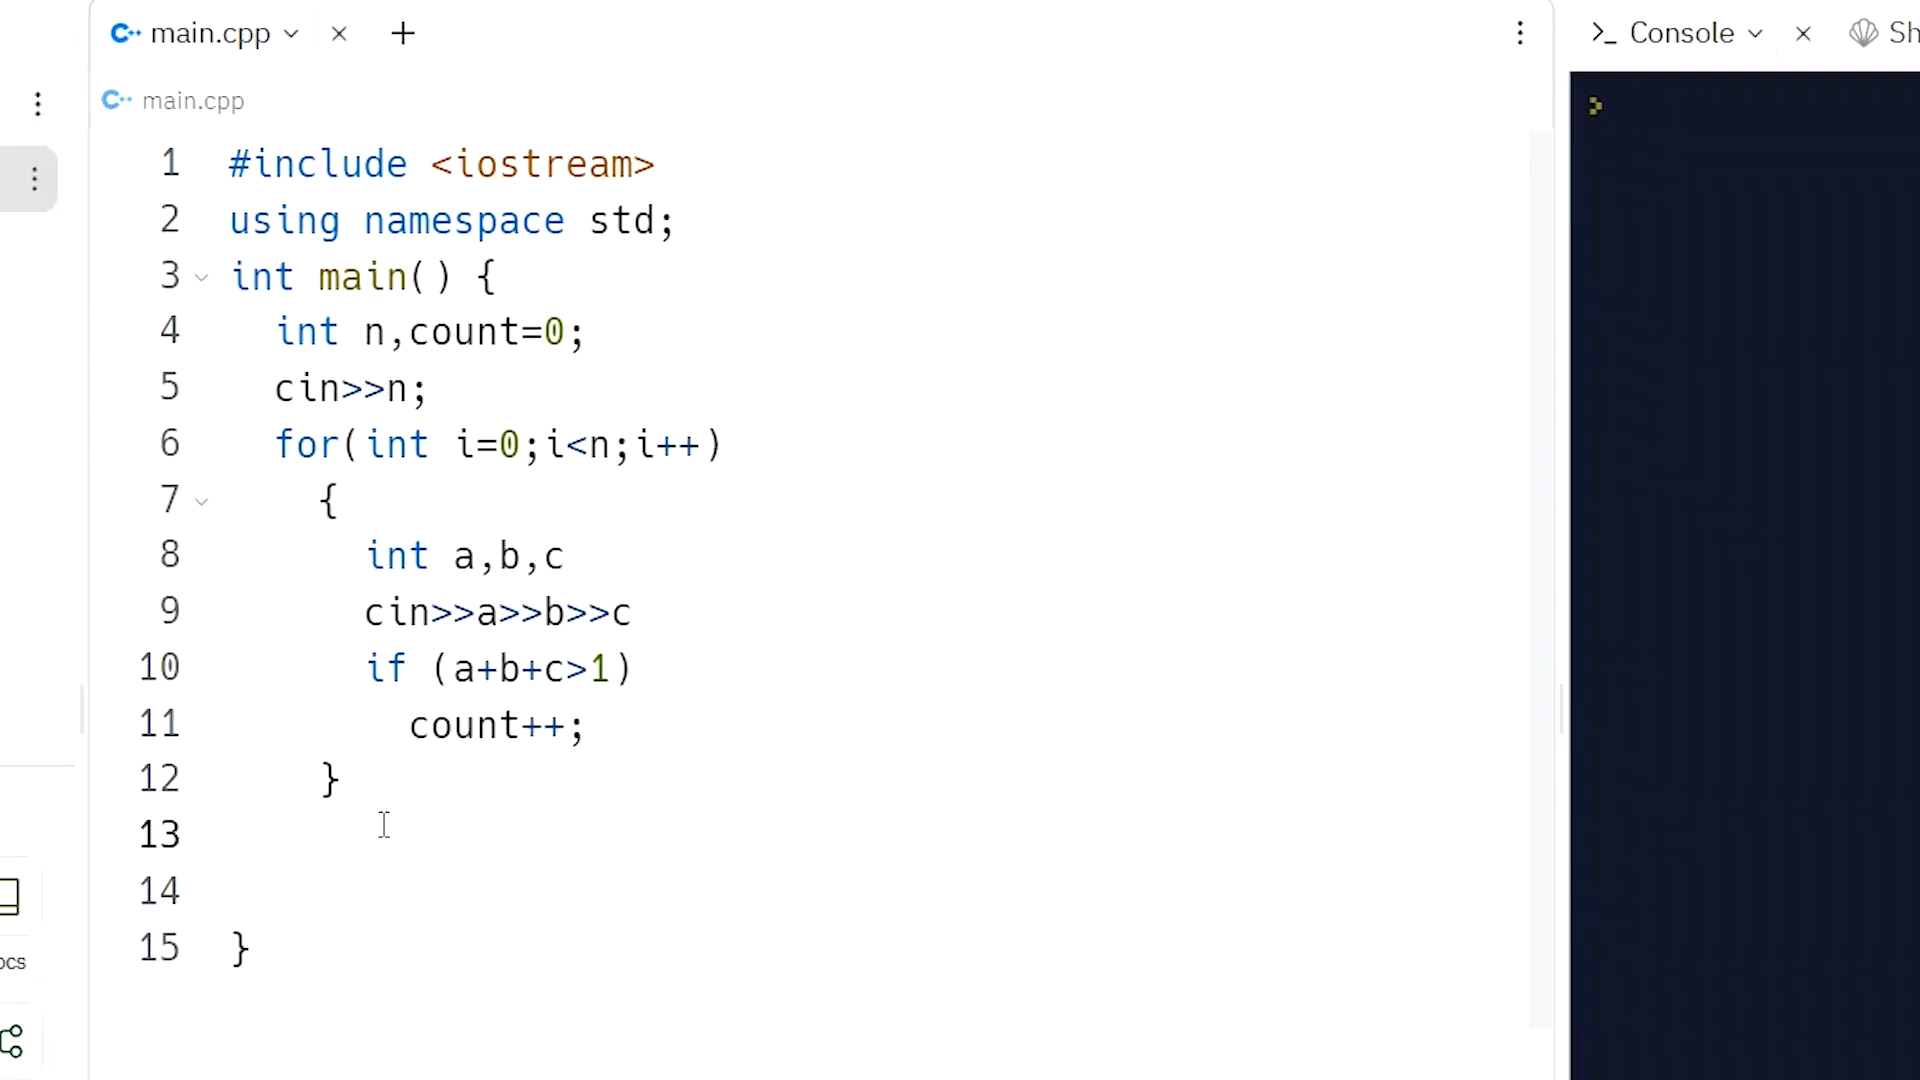 C++ main.cpp
>_ Console
Sh
C++ main.cpp
1 #include <iostream>
2 using namespace std;
3 int main() {
4 int n,count=0;
5 cin>>n;
6 for(int i=0;i<n;i++)
7 {
8 int a,b,c
9 cin>>a>>b>>c
10 if (a+b+c>1)
11 count++;
12 }
13
14
15 }
ocs